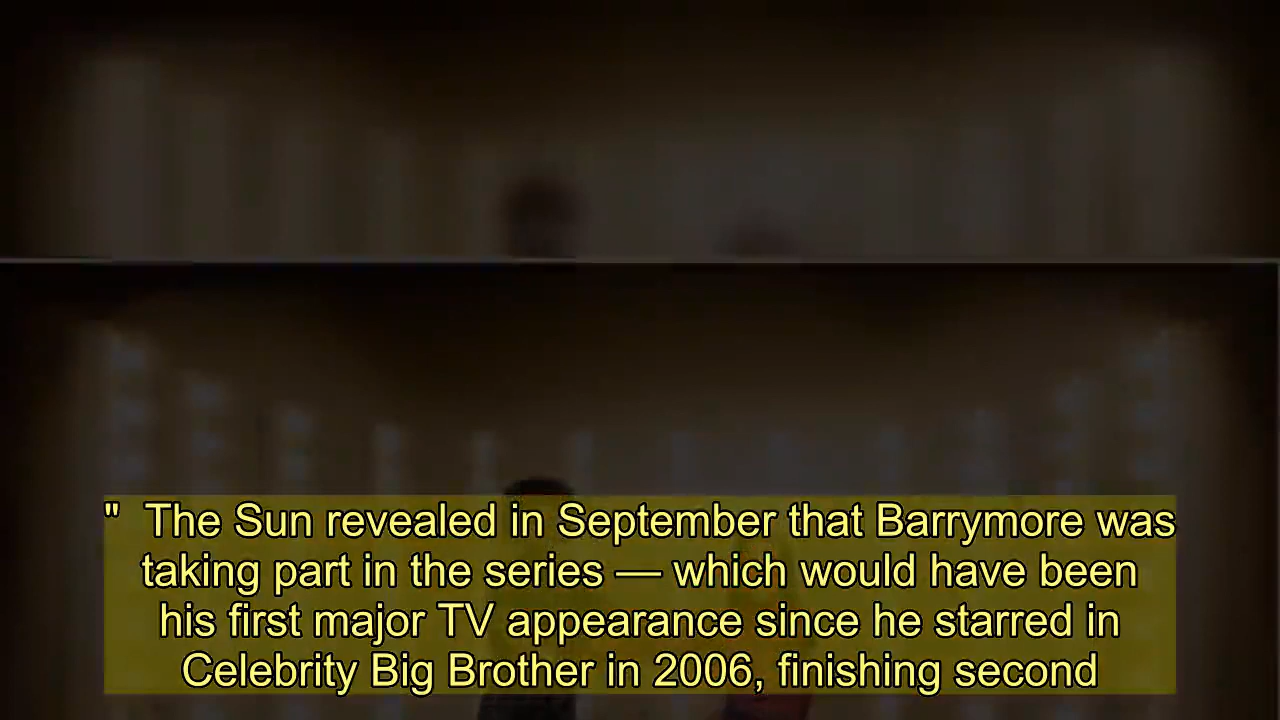 "  The Sun revealed in September that Barrymore was
taking part in the series — which would have been
his first major TV appearance since he starred in
Celebrity Big Brother in 2006, finishing second